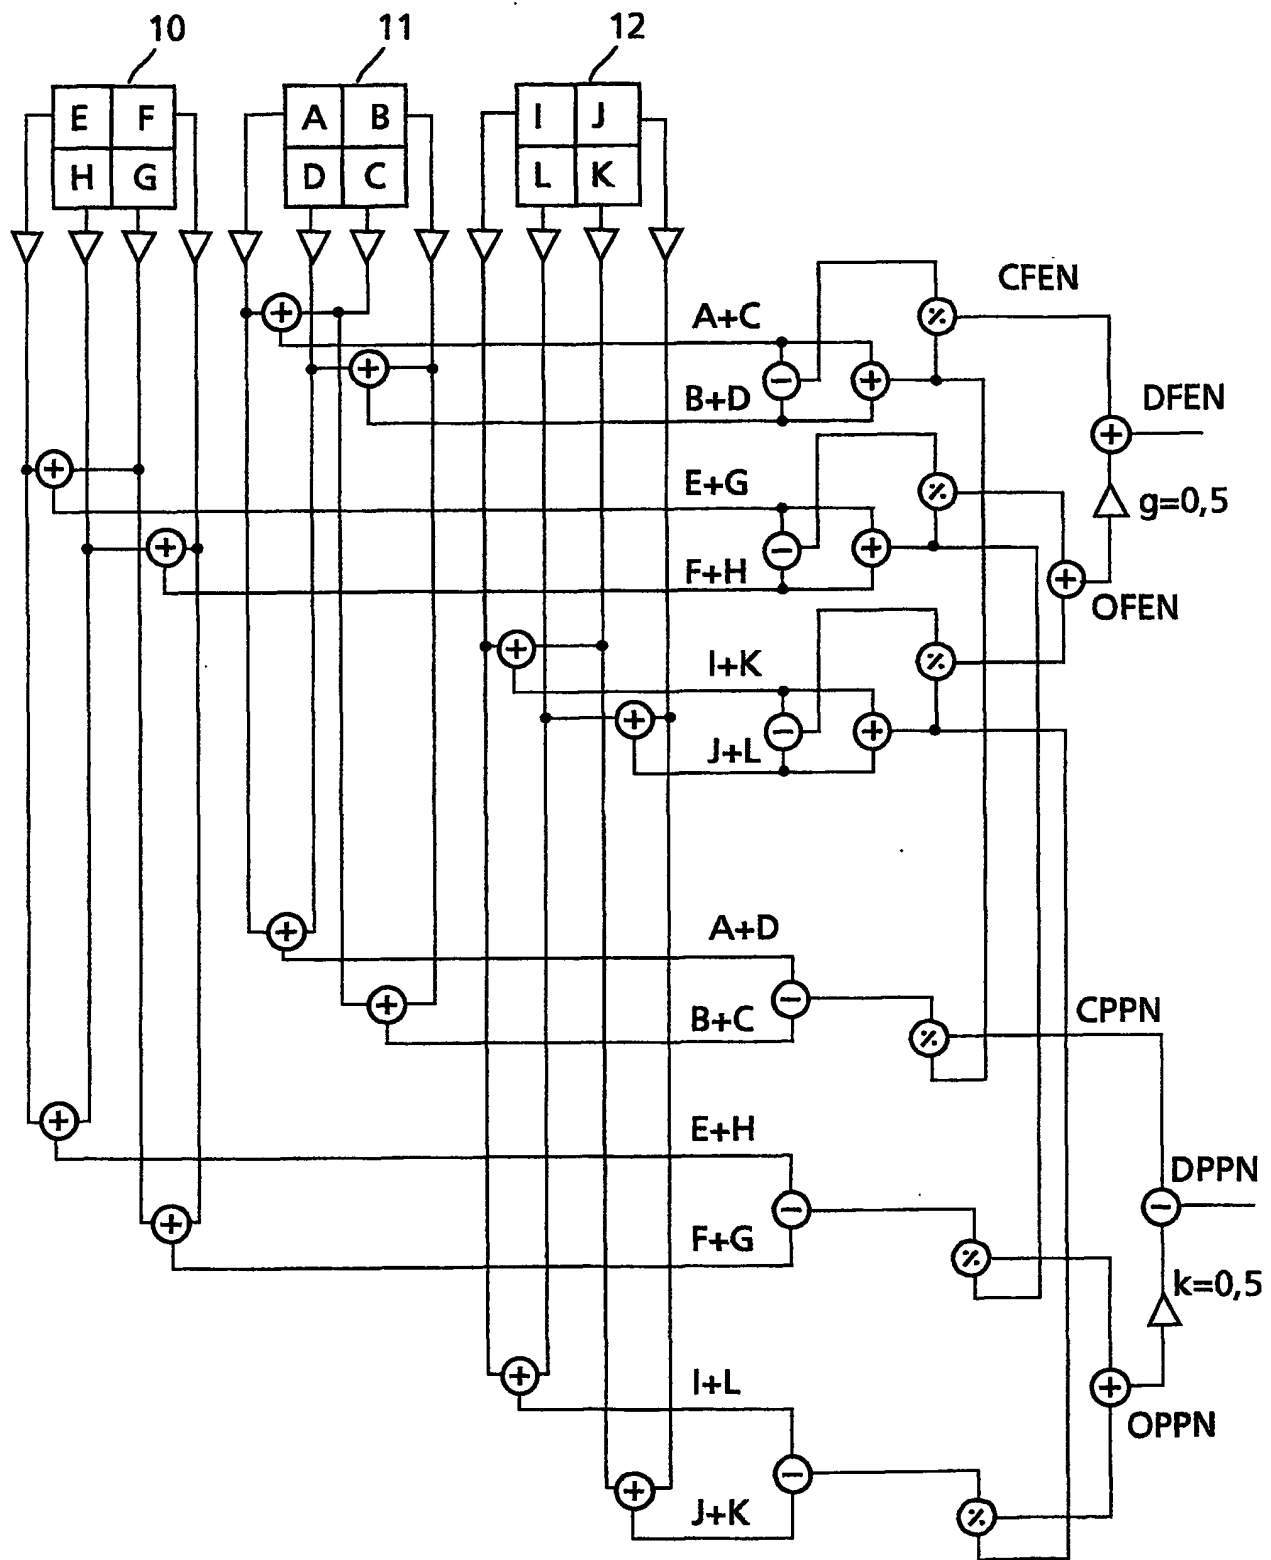 10 11 12
E F A B I J
H G D C L K
CFEN
A+C
DFEN
B+D
E+G
g=0,5
F+H
OFEN
I+K
J+L
A+D
CPPN
B+C
E+H
DPPN
F+G
k=0,5
I+L
OPPN
J+K